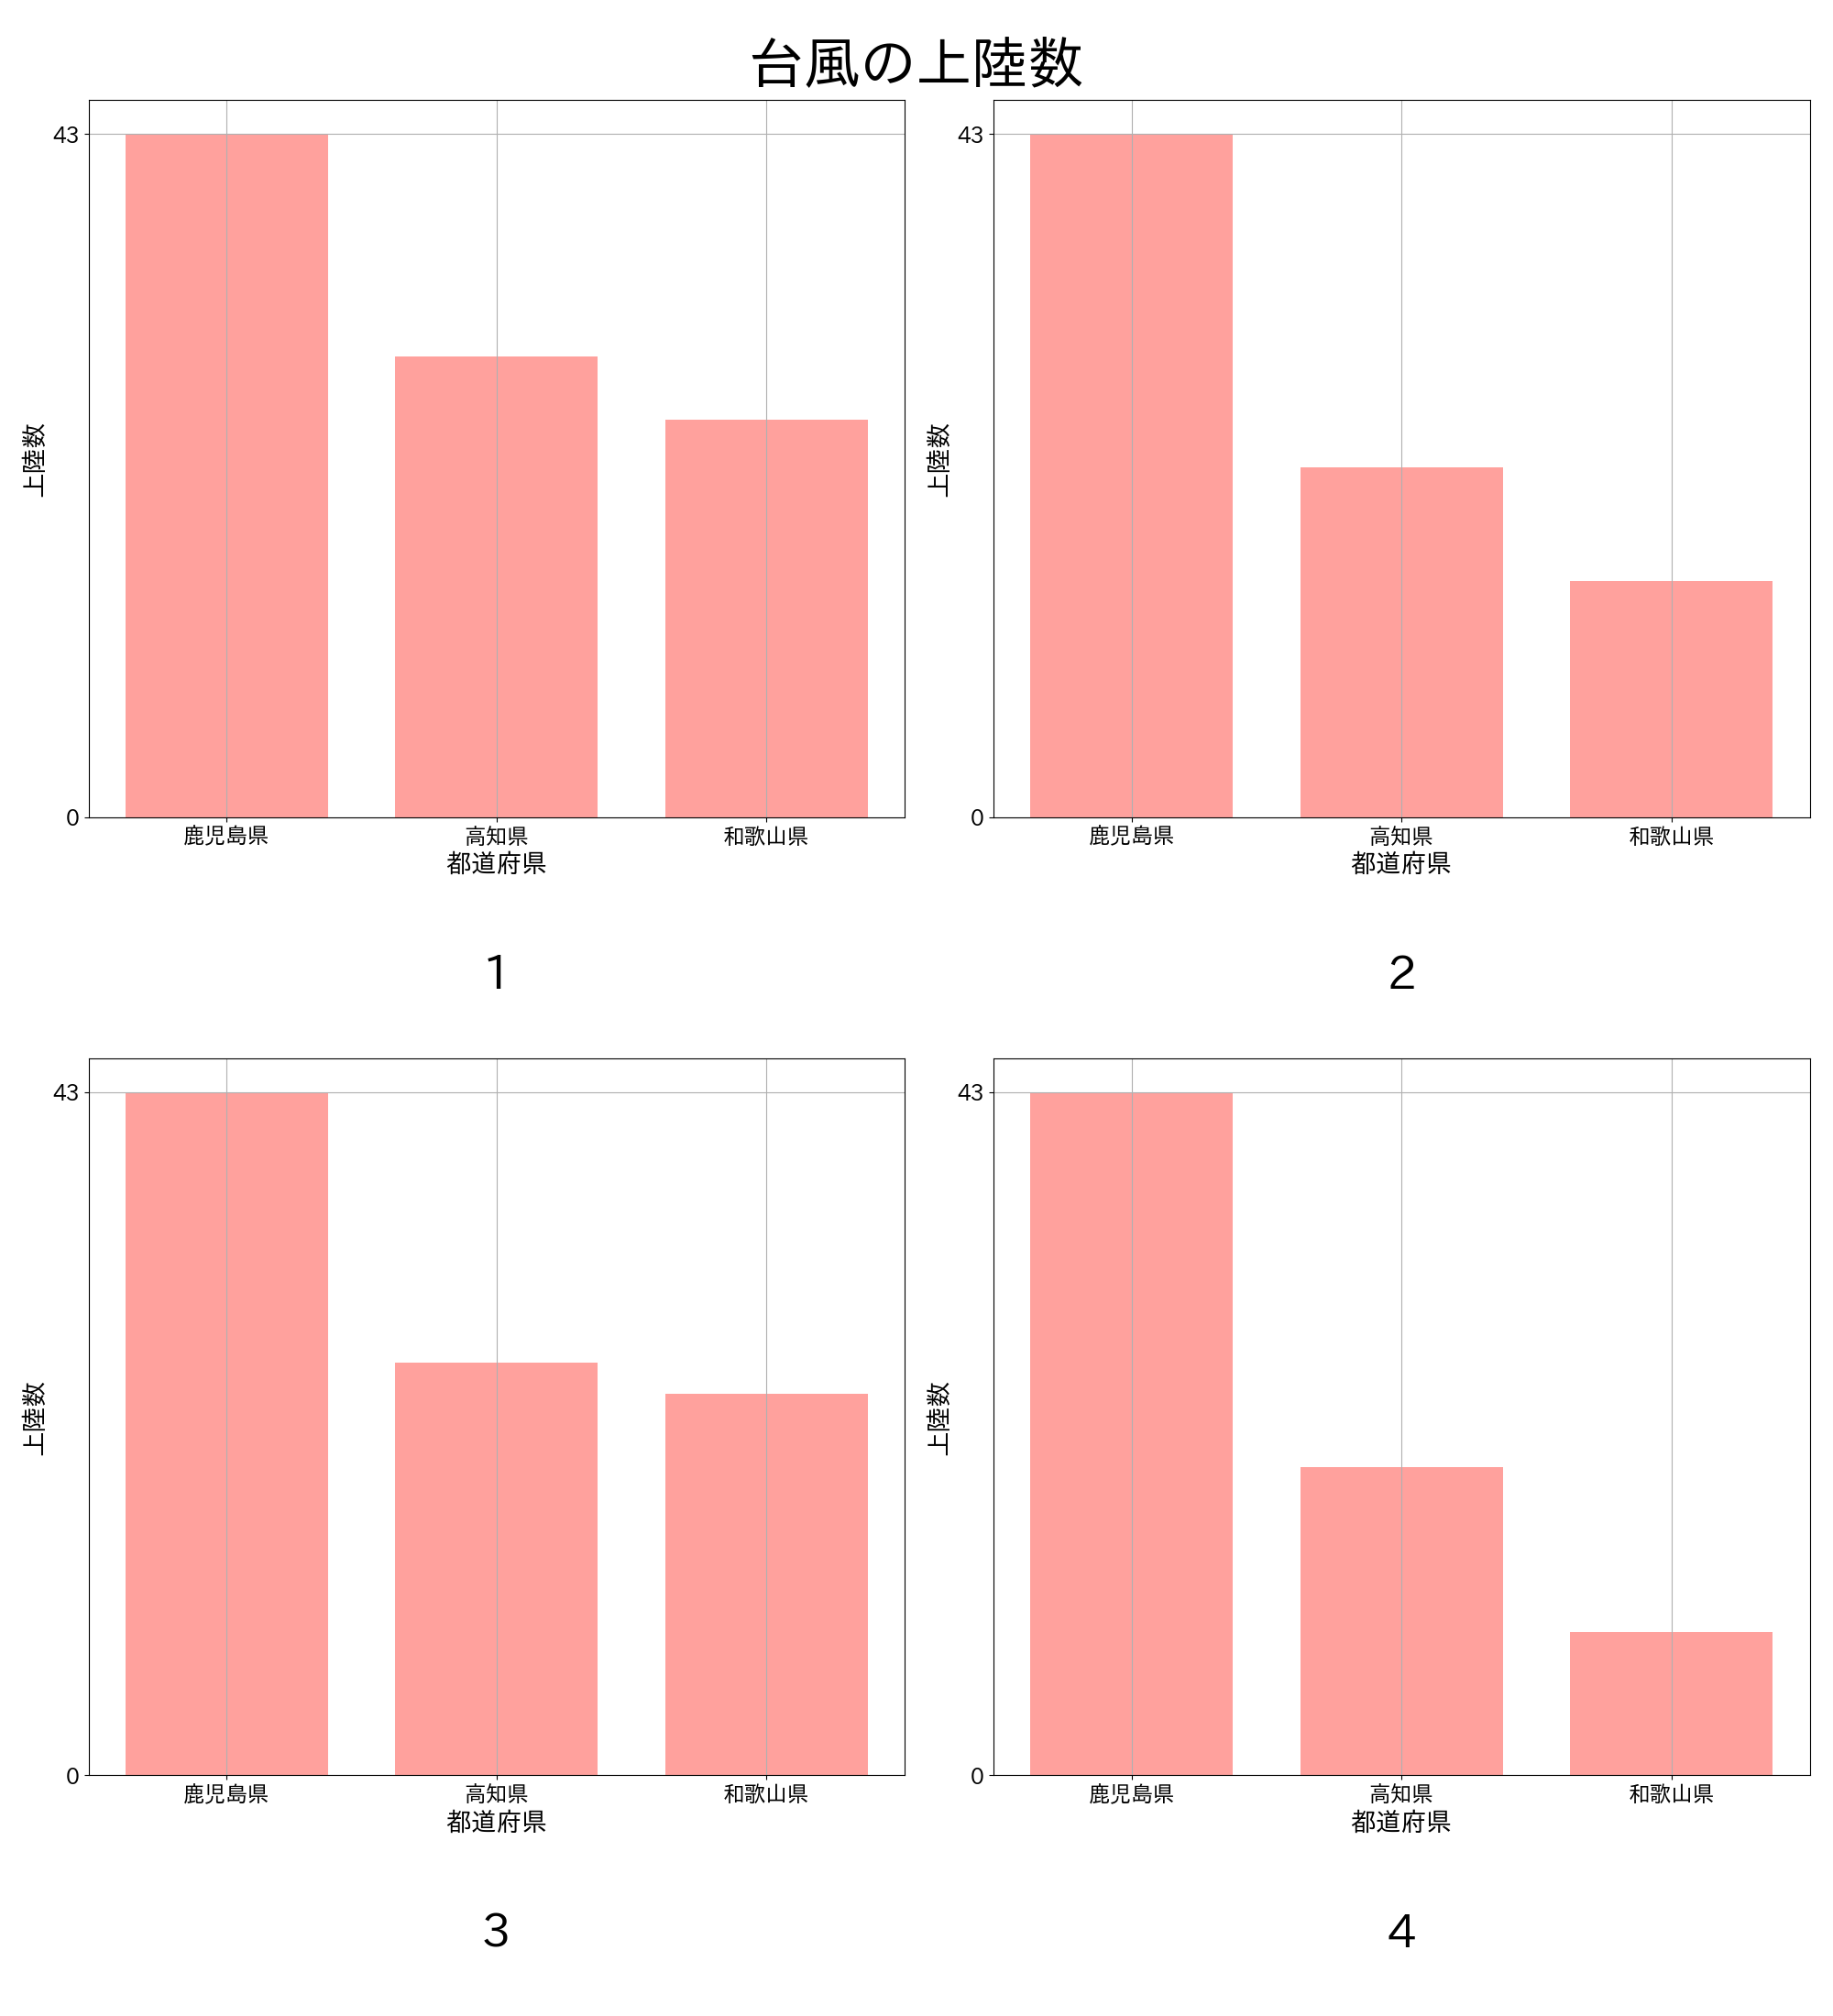 台風の上陸数
43
0
上陸数
鹿児島県
高知県
和歌山県
都道府県
1
43
0
上陸数
鹿児島県
高知県
和歌山県
都道府県
2
43
0
上陸数
鹿児島県
高知県
和歌山県
都道府県
3
43
0
上陸数
鹿児島県
高知県
和歌山県
都道府県
4